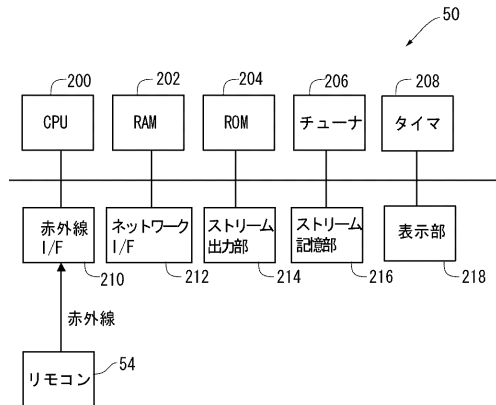 50
200
202
204
206
208
CPU
RAM
ROM
チューナ
タイマ
赤外線
I/F
ネットワーク
I/F
ストリーム
出力部
ストリーム
記憶部
表示部
210
212
214
216
218
赤外線
54
リモコン